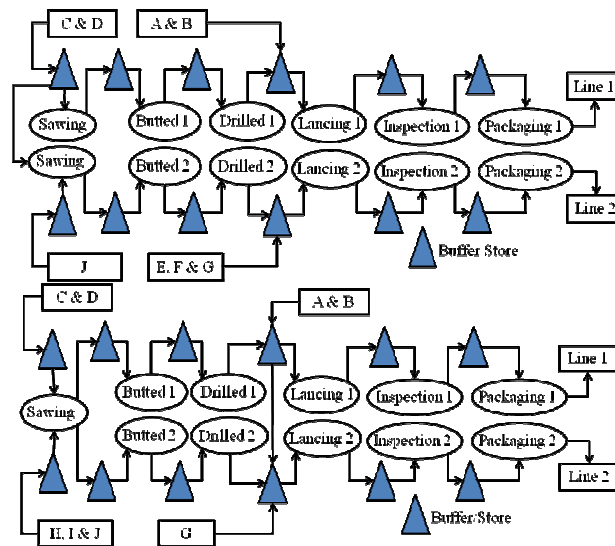 C & D
A & B
Line 1
Sawing
Butted 1
Drilled 1
Lancing 1
Inspection 1
Packaging 1
Sawing
Butted 2
Drilled 2
Lancing 2
Inspection 2
Packaging 2
Line 2
Buffer Store
J
E, F & G
C & D
A & B
Line 1
Sawing
Butted 1
Drilled 1
Lancing 1
Inspection 1
Packaging 1
Butted 2
Drilled 2
Lancing 2
Inspection 2
Packaging 2
Line 2
Buffer/Store
H, I & J
G